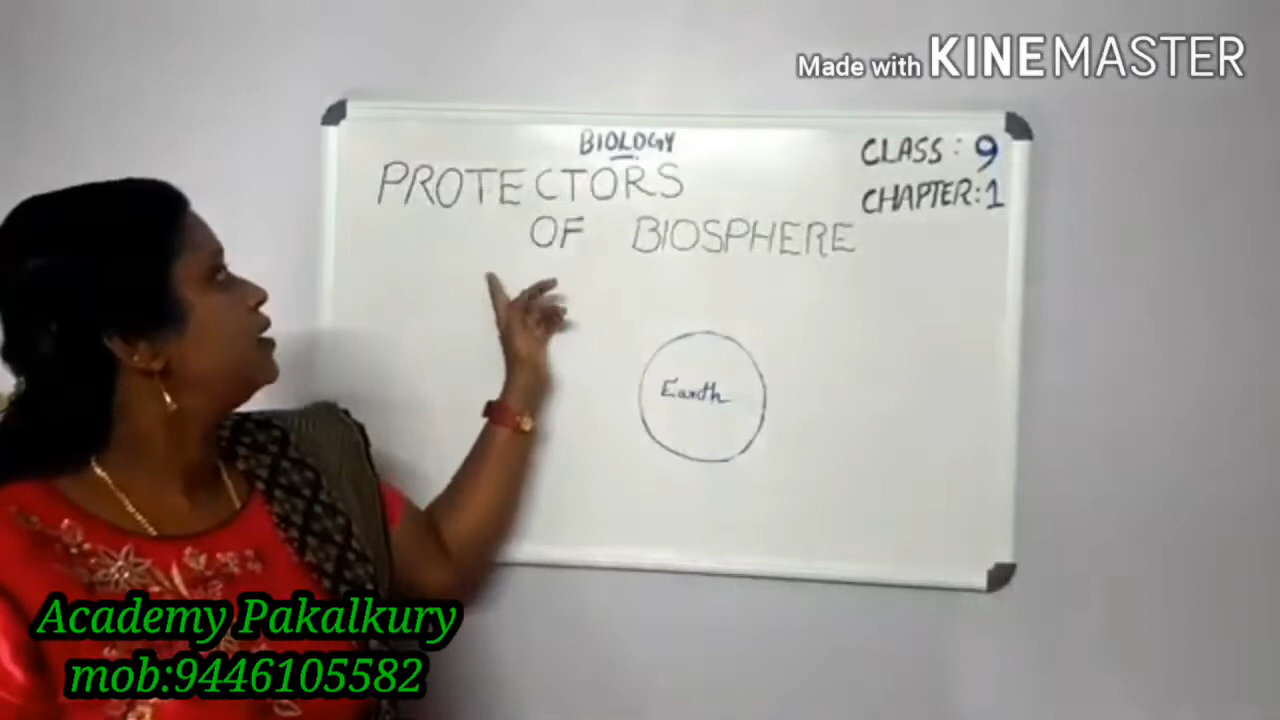 Made with KINEMASTER
BIOLOGY
PROTECTORS
OF BIOSPHERE
CLASS: 9
CHAPTER:1
Earth
Academy Pakalkury
mob:9446105582